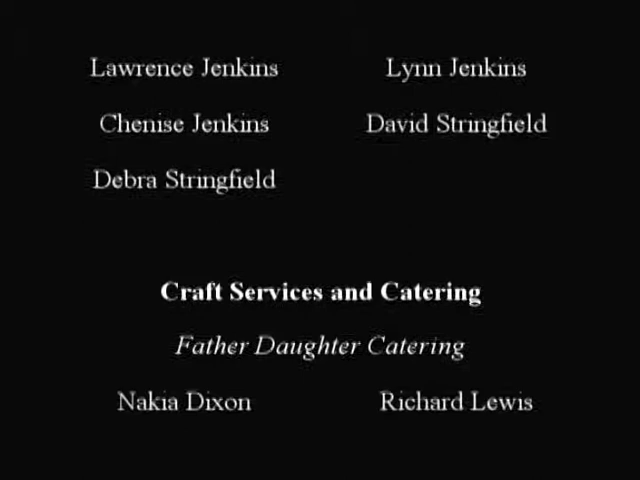 Lawrence Jenkins Lynn Jenkins
Chenise Jenkins David Stringfield
Debra Stringfield
Craft Services and Catering
Father Daughter Catering
Nakia Dixon Richard Lewis